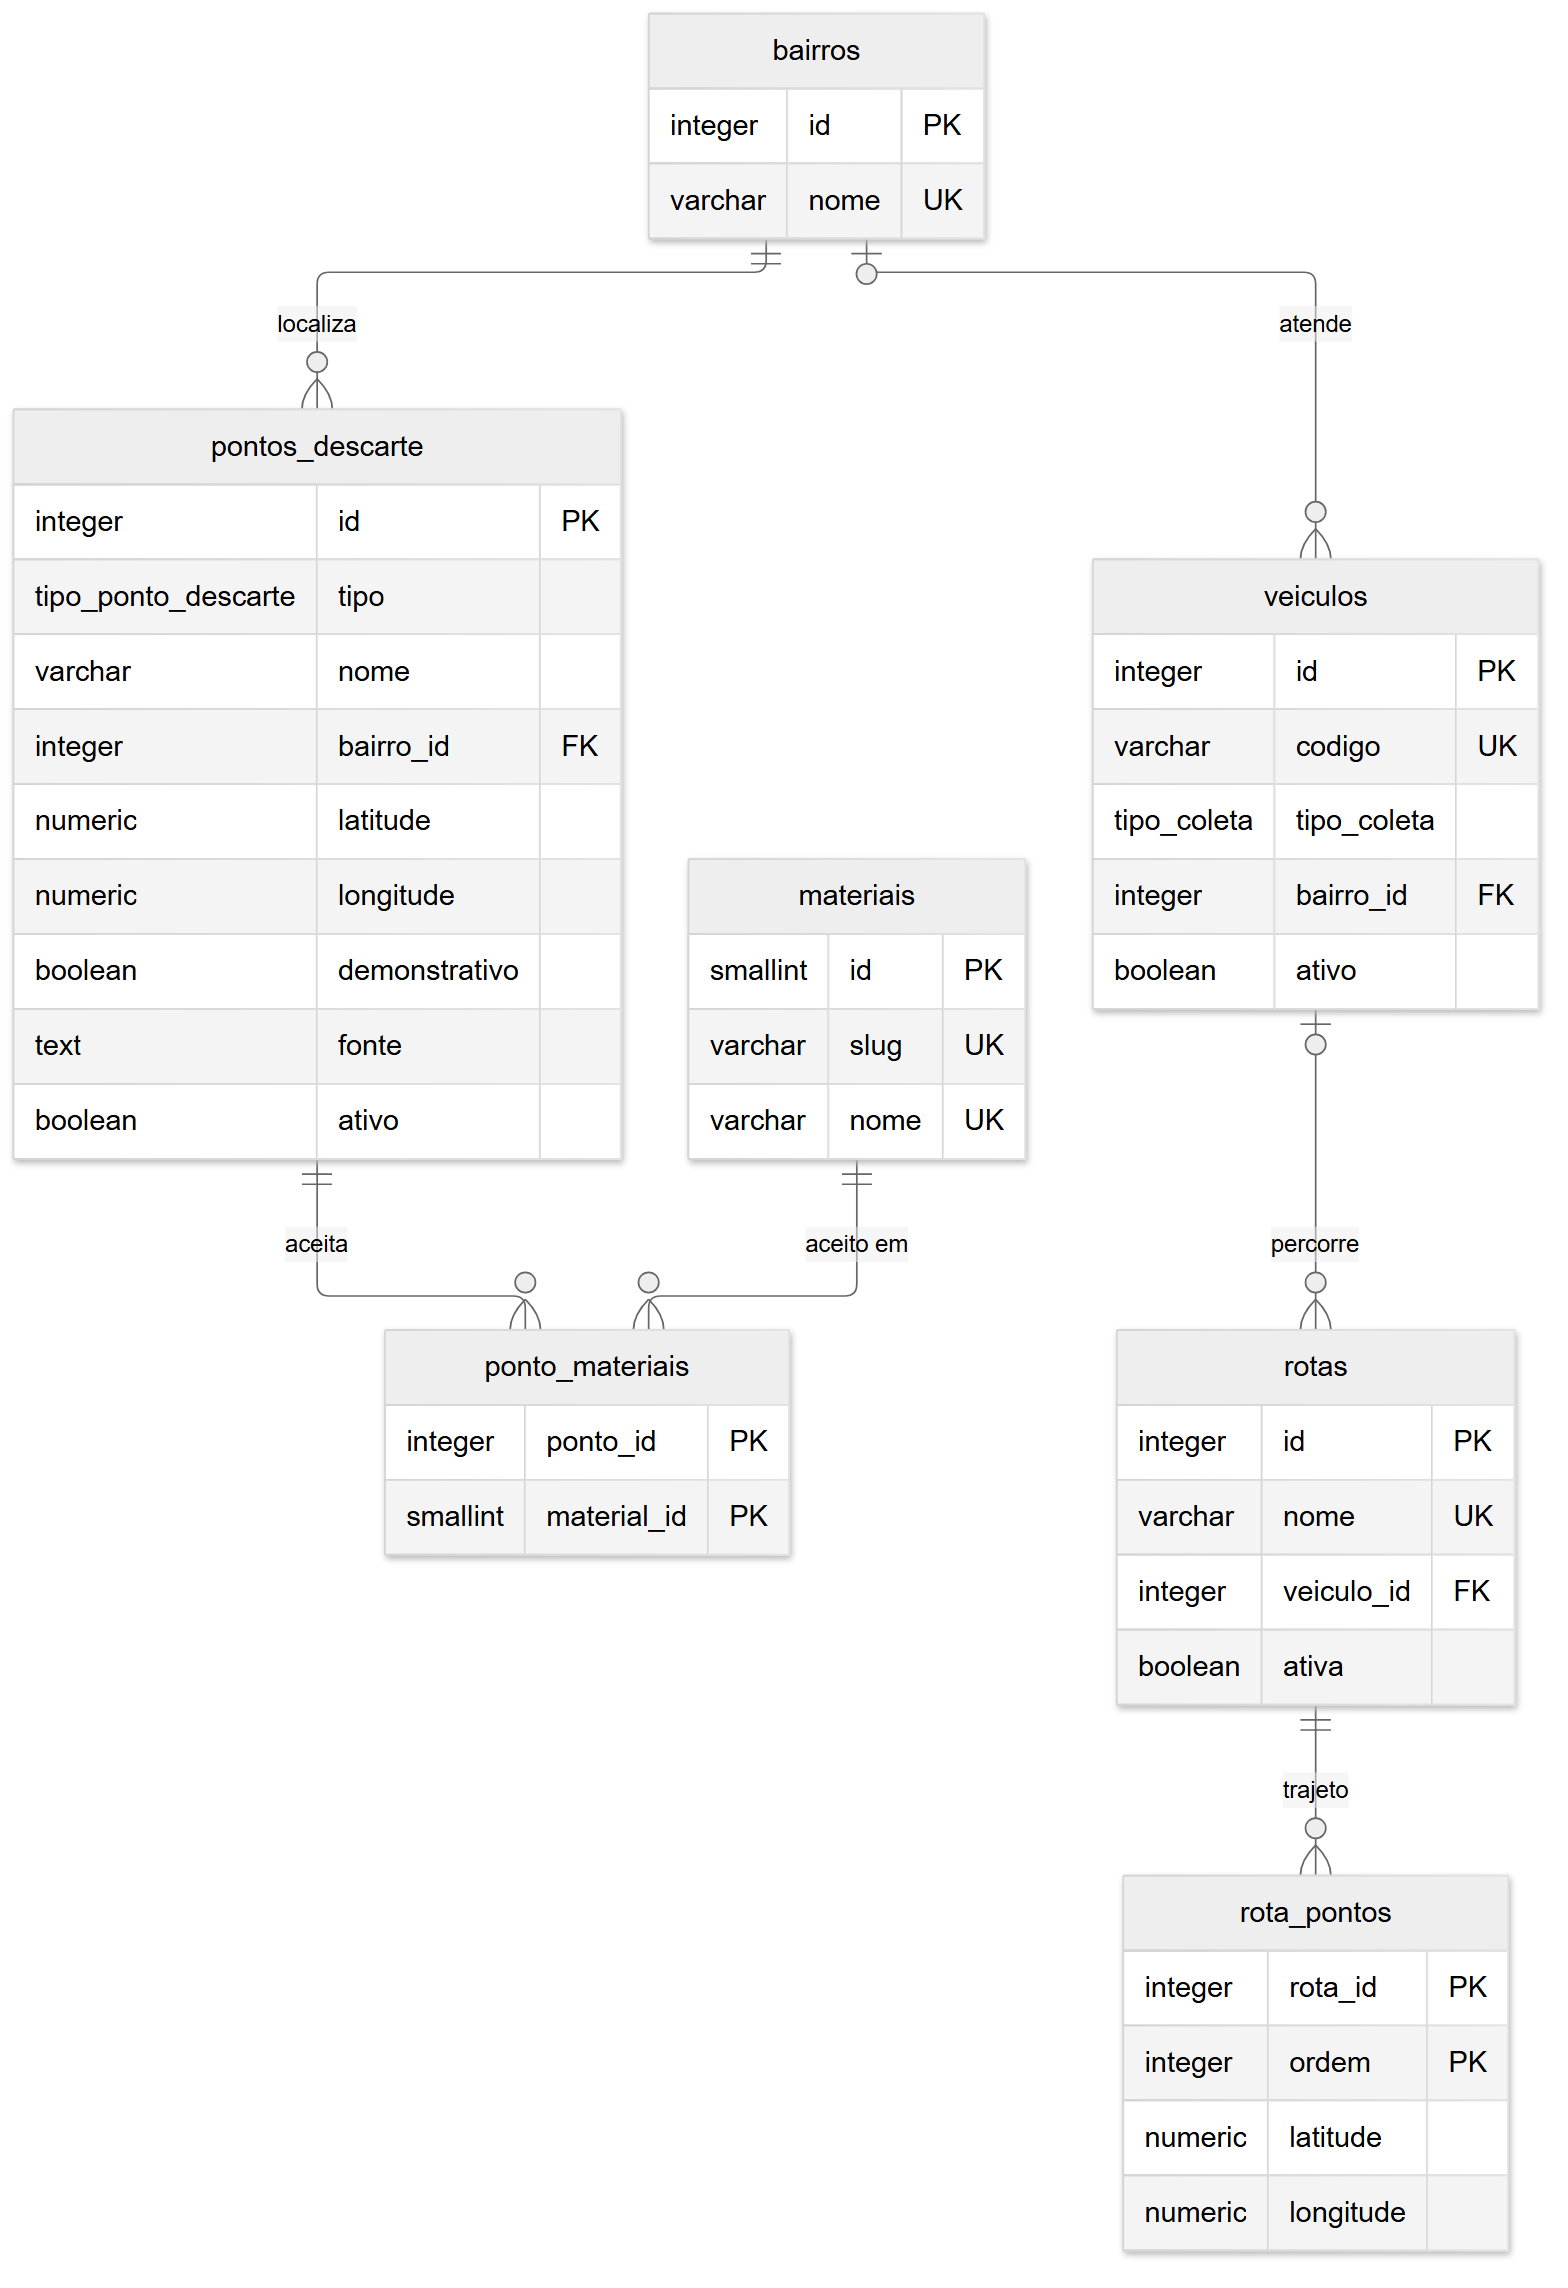 bairros
integer id PK
varchar nome UK
localiza
atende
pontos_descarte
integer id PK
tipo_ponto_descarte tipo
varchar nome
integer bairro_id FK
numeric latitude
numeric longitude
boolean demonstrativo
text fonte
boolean ativo
veiculos
integer id PK
varchar codigo UK
tipo_coleta tipo_coleta
integer bairro_id FK
boolean ativo
materiais
smallint id PK
varchar slug UK
varchar nome UK
aceita
aceito em
percorre
ponto_materiais
integer ponto_id PK
smallint material_id PK
rotas
integer id PK
varchar nome UK
integer veiculo_id FK
boolean ativa
trajeto
rota_pontos
integer rota_id PK
integer ordem PK
numeric latitude
numeric longitude